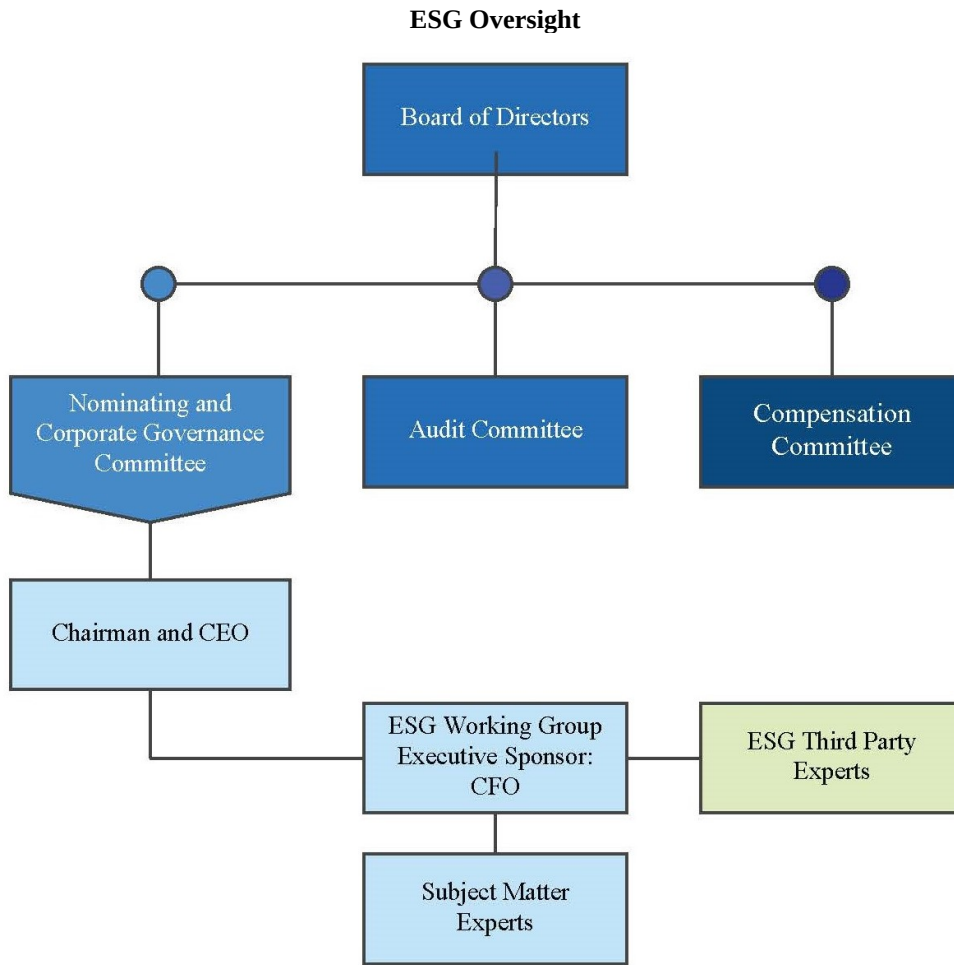 ESG Oversight
Board of Directors
Nominating and
Corporate Governance
Committee
Audit Committee
Compensation
Committee
Chairman and CEO
ESG Working Group
Executive Sponsor:
CFO
ESG Third Party
Experts
Subject Matter
Experts